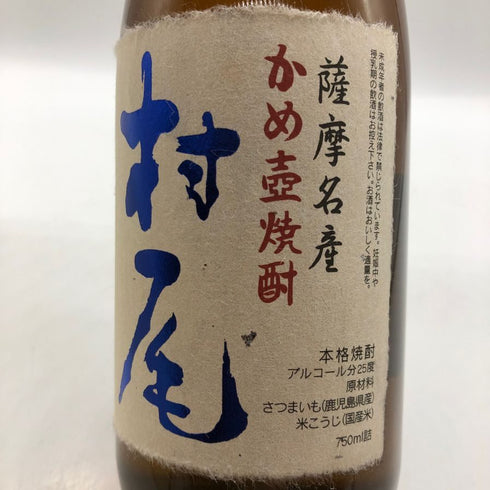 未成年者の飲酒は法律で禁じられています。妊娠中や
授乳期の飲酒はお控え下さい。お酒はおいしく適量を。
薩摩名産
かめ壺焼酎
村尾
本格焼酎
アルコール分25度
原材料
さつまいも(鹿児島県産)
米こうじ(国産米)
750ml詰